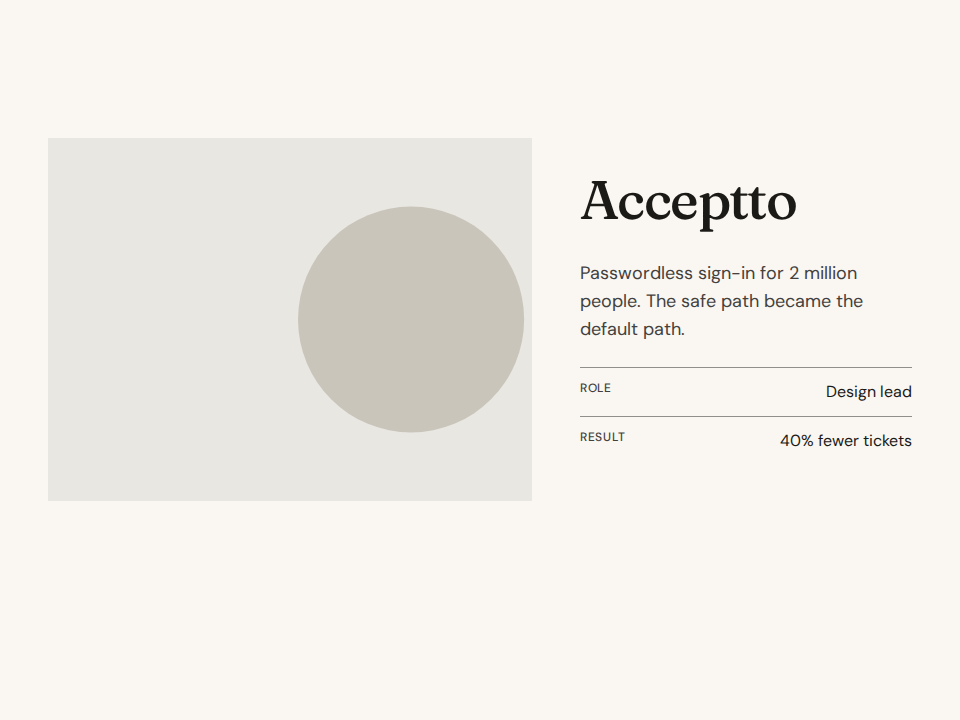 Acceptto
Passwordless sign-in for 2 million
people. The safe path became the
default path.
ROLE
Design lead
RESULT
40% fewer tickets